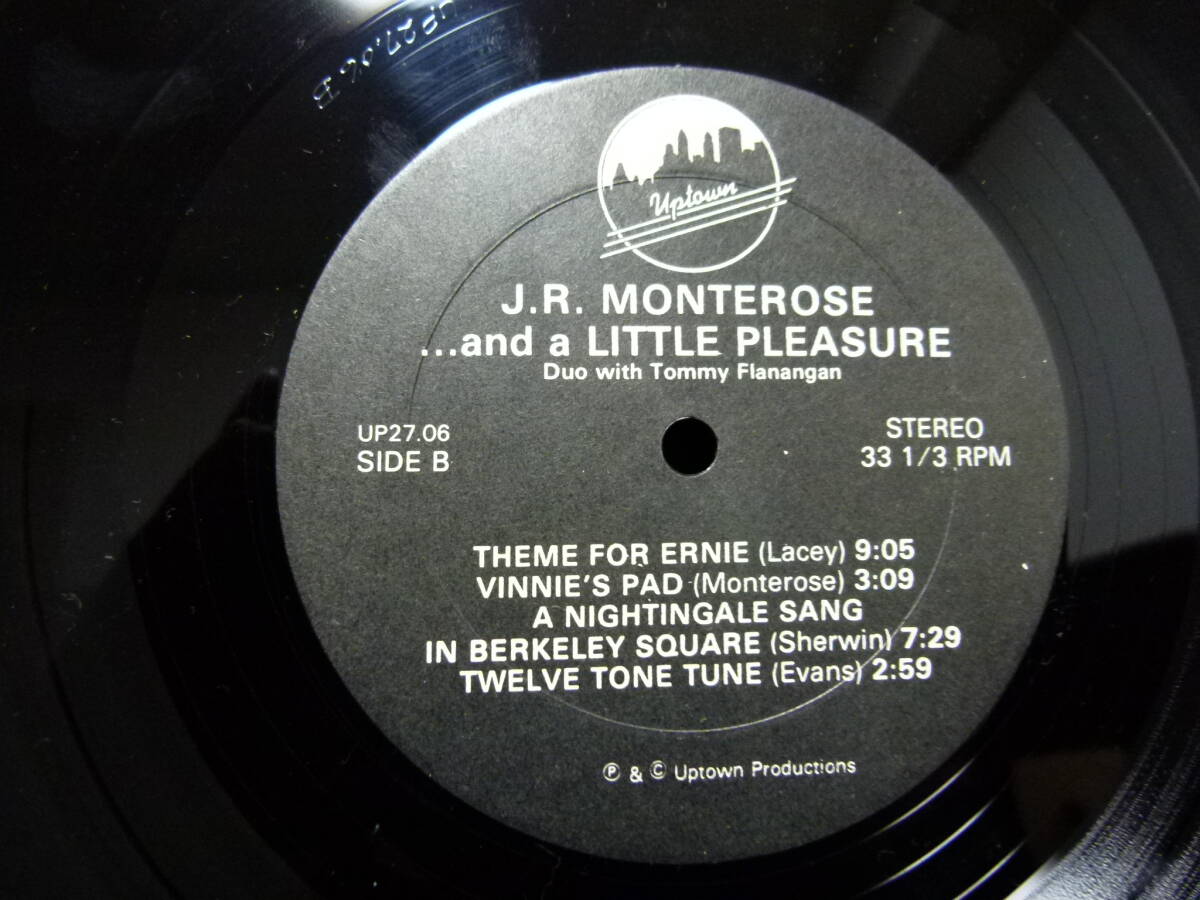 UP27.06 B
Uptown
J.R. MONTEROSE
...and a LITTLE PLEASURE
Duo with Tommy Flanangan
UP27.06
SIDE B
STEREO
33 1/3 RPM
THEME FOR ERNIE (Lacey) 9:05
VINNIE'S PAD (Monterose) 3:09
A NIGHTINGALE SANG
IN BERKELEY SQUARE (Sherwin) 7:29
TWELVE TONE TUNE (Evans) 2:59
℗ & © Uptown Productions